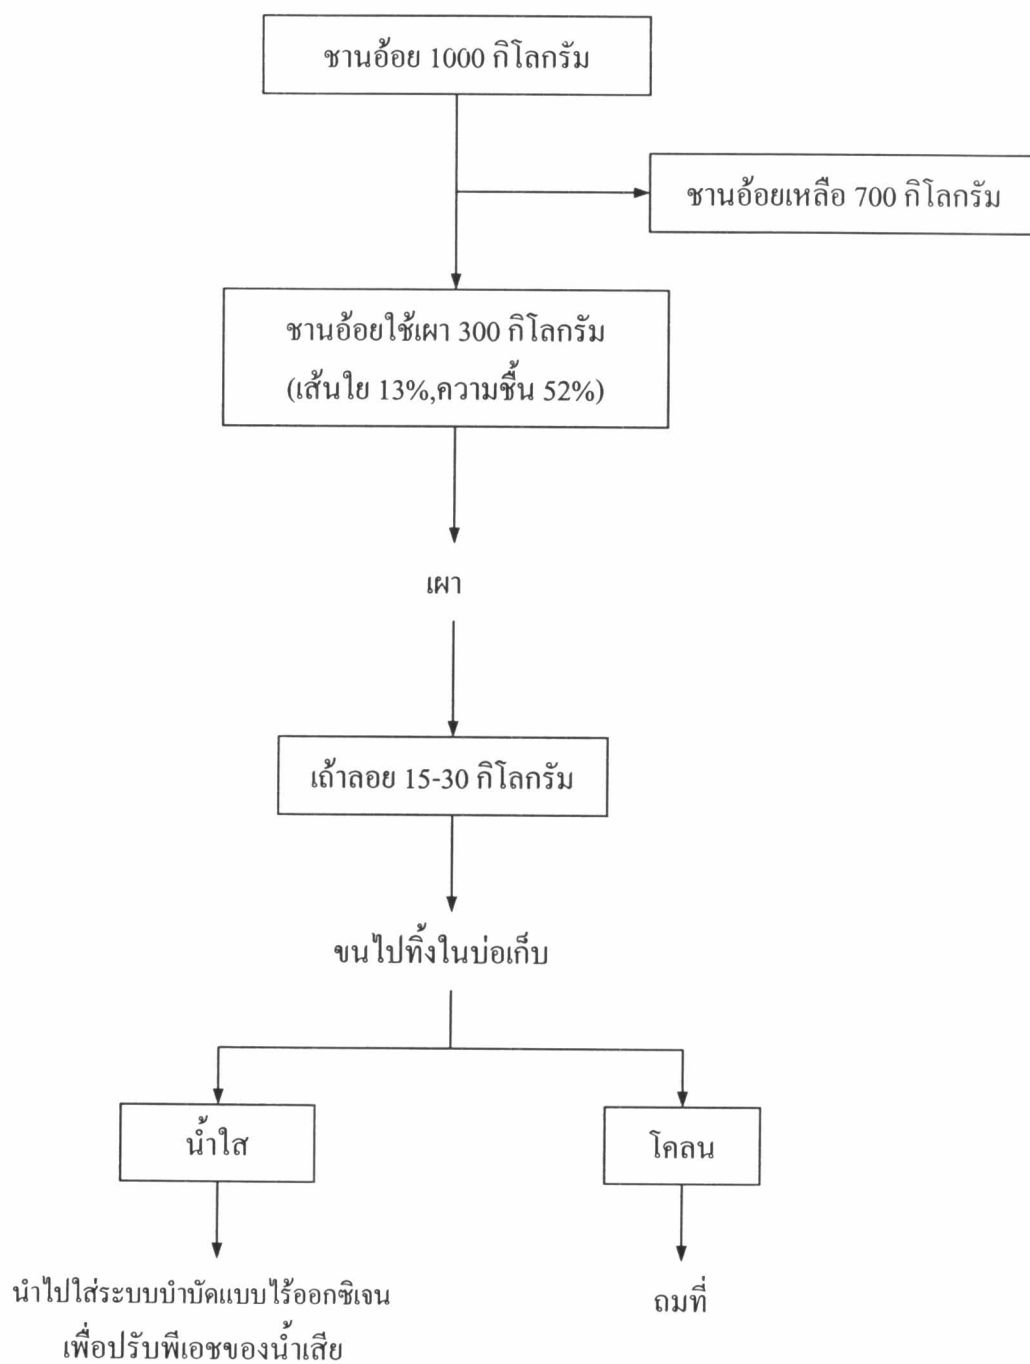 ชานอ้อย 1000 กิโลกรัม
ชานอ้อยเหลือ 700 กิโลกรัม
ชานอ้อยใช้เผา 300 กิโลกรัม
(เส้นใย 13%,ความชื้น 52%)
เผา
เถ้าลอย 15-30 กิโลกรัม
ขนไปทิ้งในบ่อเก็บ
น้ำใส
โคลน
นำไปใส่ระบบบำบัดแบบไร้ออกซิเจน
เพื่อปรับพีเอชของน้ำเสีย
ถมที่